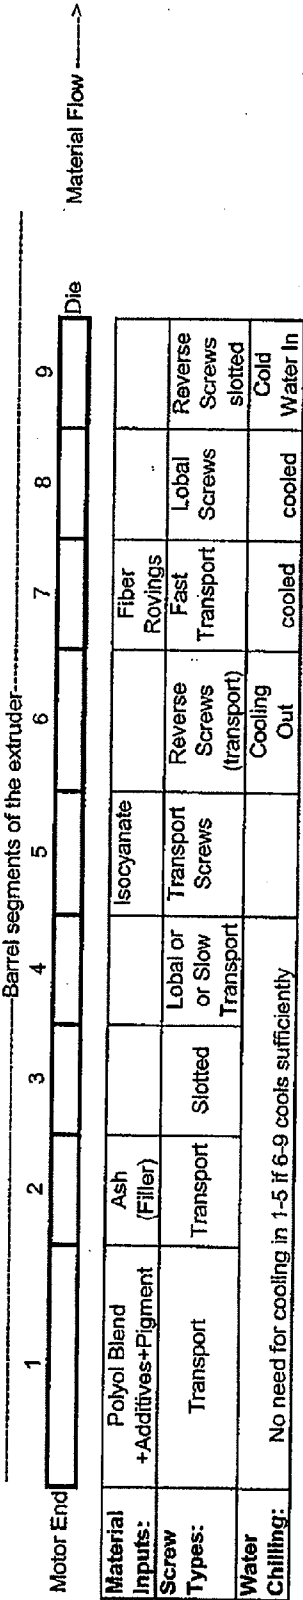 -----Barrel segments of the extruder-----
1 2 3 4 5 6 7 8 9
Motor End Die Material Flow ----->
Material Inputs:
Polyol Blend
+Additives+Pigment
Ash
(Filler)
Isocyanate
Fiber
Rovings
Screw
Types:
Transport
Transport
Slotted
Lobal or
or Slow
Transport
Transport
Screws
Reverse
Screws
(transport)
Fast
Transport
Lobal
Screws
Reverse
Screws
slotted
Water
Chilling:
No need for cooling in 1-5 if 6-9 cools sufficiently
Cooling
Out
cooled
cooled
Cold
Water In